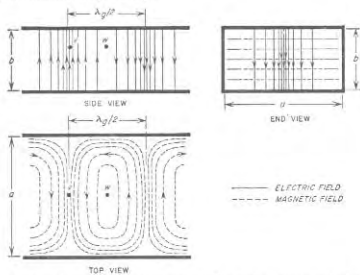 λg/2
b
v
w
SIDE VIEW
b
a
END VIEW
λg/2
a
v
w
TOP VIEW
ELECTRIC FIELD
MAGNETIC FIELD